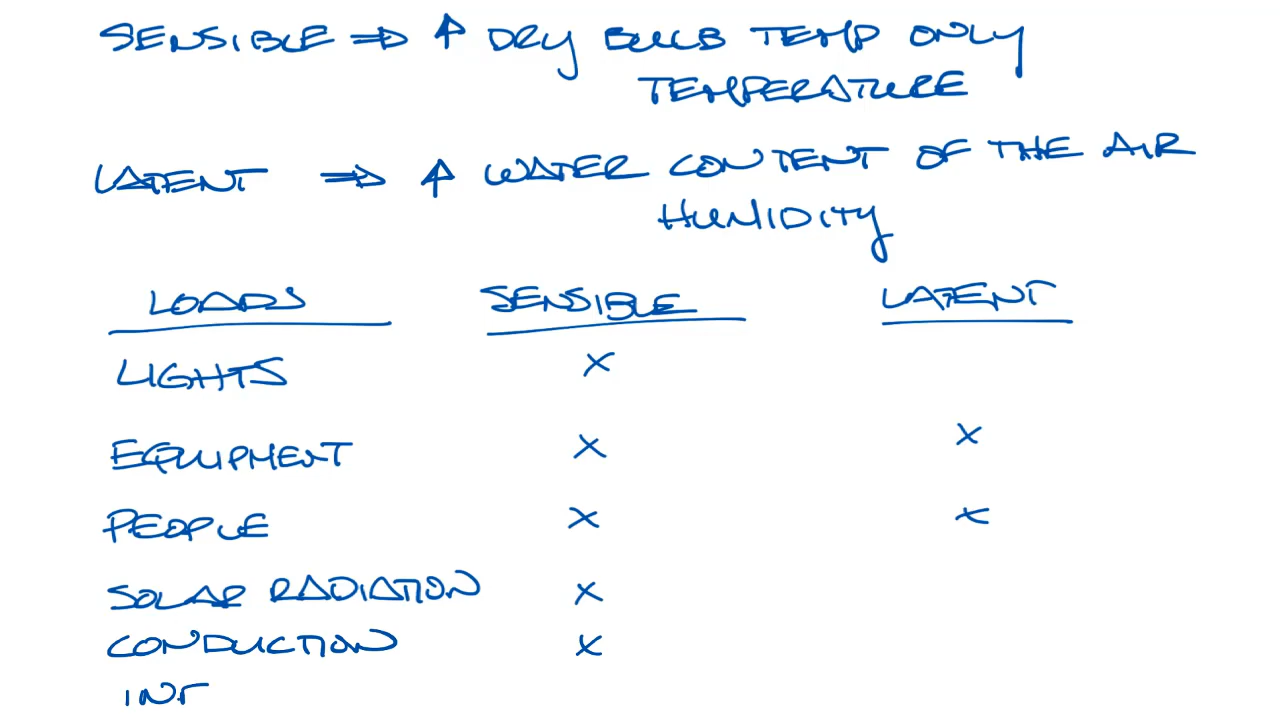 SENSIBLE ⇒ ↑ DRY BULB TEMP ONLY
TEMPERATURE
LATENT ⇒ ↑ WATER CONTENT OF THE AIR
HUMIDITY
LOADS SENSIBLE LATENT
LIGHTS X
EQUIPMENT X X
PEOPLE X X
SOLAR RADIATION X
CONDUCTION X
INF